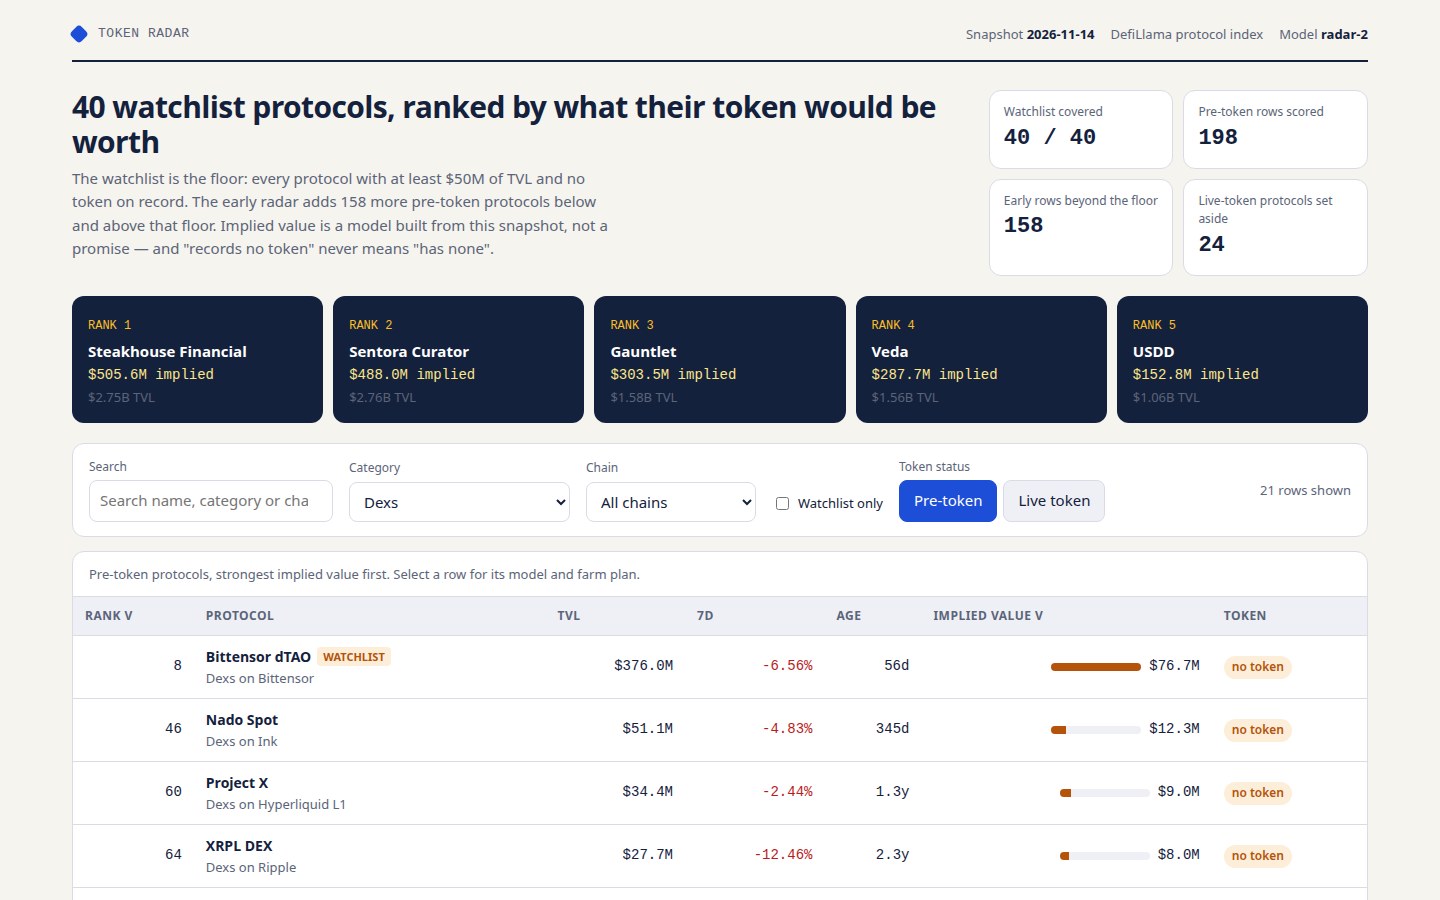 TOKEN RADAR
Snapshot 2026-11-14 DefiLlama protocol index Model radar-2
40 watchlist protocols, ranked by what their token would be
worth
The watchlist is the floor: every protocol with at least $50M of TVL and no
token on record. The early radar adds 158 more pre-token protocols below
and above that floor. Implied value is a model built from this snapshot, not a
promise — and "records no token" never means "has none".
Watchlist covered
40 / 40
Pre-token rows scored
198
Early rows beyond the floor
158
Live-token protocols set
aside
24
RANK 1
Steakhouse Financial
$505.6M implied
$2.75B TVL
RANK 2
Sentora Curator
$488.0M implied
$2.76B TVL
RANK 3
Gauntlet
$303.5M implied
$1.58B TVL
RANK 4
Veda
$287.7M implied
$1.56B TVL
RANK 5
USDD
$152.8M implied
$1.06B TVL
Search
Search name, category or cha
Category
Dexs
Chain
All chains
Watchlist only
Token status
Pre-token Live token
21 rows shown
Pre-token protocols, strongest implied value first. Select a row for its model and farm plan.
RANK V PROTOCOL TVL 7D AGE IMPLIED VALUE V TOKEN
8 Bittensor dTAO WATCHLIST $376.0M -6.56% 56d $76.7M no token
Dexs on Bittensor
46 Nado Spot $51.1M -4.83% 345d $12.3M no token
Dexs on Ink
60 Project X $34.4M -2.44% 1.3y $9.0M no token
Dexs on Hyperliquid L1
64 XRPL DEX $27.7M -12.46% 2.3y $8.0M no token
Dexs on Ripple